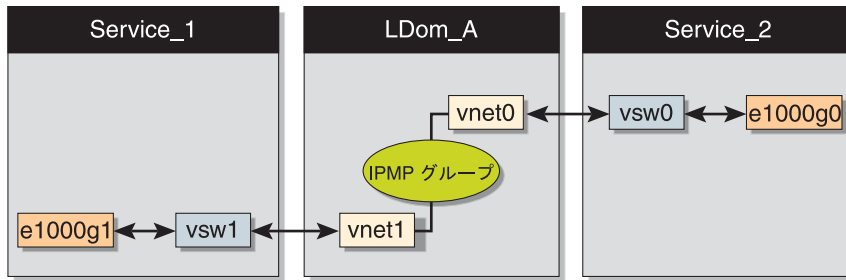 Service_1
LDom_A
Service_2
vnet0
vsw0
e1000g0
IPMP グループ
e1000g1
vsw1
vnet1